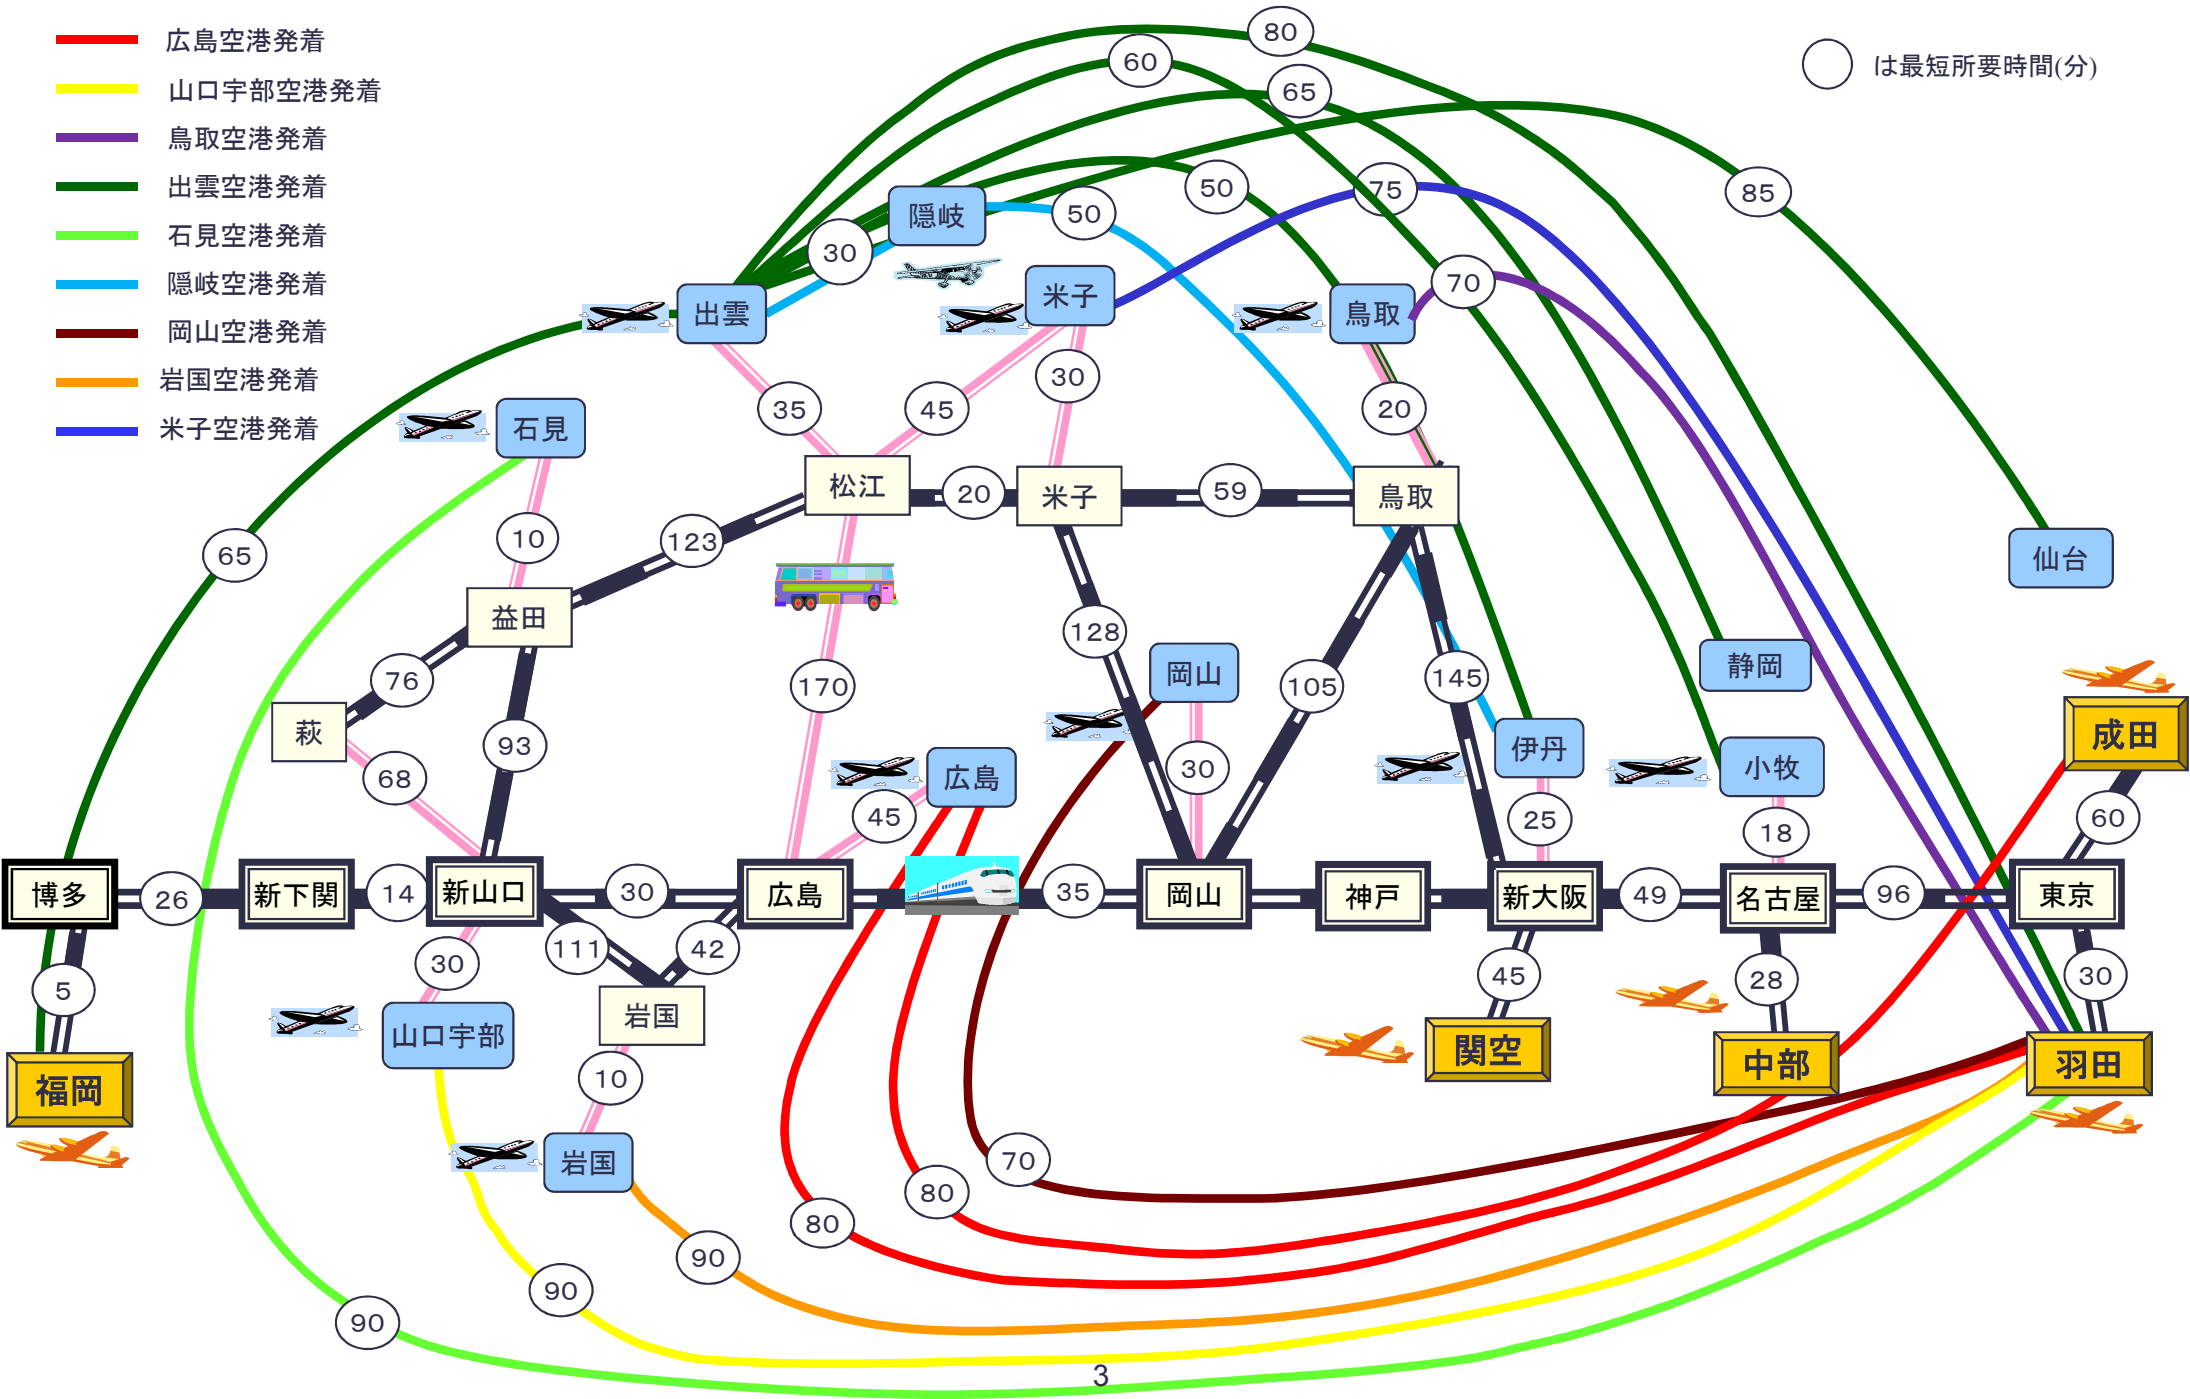 広島空港発着
山口宇部空港発着
鳥取空港発着
出雲空港発着
石見空港発着
隠岐空港発着
岡山空港発着
岩国空港発着
米子空港発着
は最短所要時間(分)
80
60
65
50
75
85
隠岐
50
30
70
出雲
米子
鳥取
35
45
30
20
石見
松江
20
米子
59
鳥取
10
123
65
仙台
益田
128
170
76
105
145
岡山
静岡
萩
93
68
30
広島
伊丹
小牧
成田
45
25
18
60
博多
26
新下関
14
新山口
30
広島
35
岡山
神戸
新大阪
49
名古屋
96
東京
111
42
30
5
45
28
30
山口宇部
岩国
関空
中部
羽田
福岡
10
岩国
70
80
80
90
90
90
3